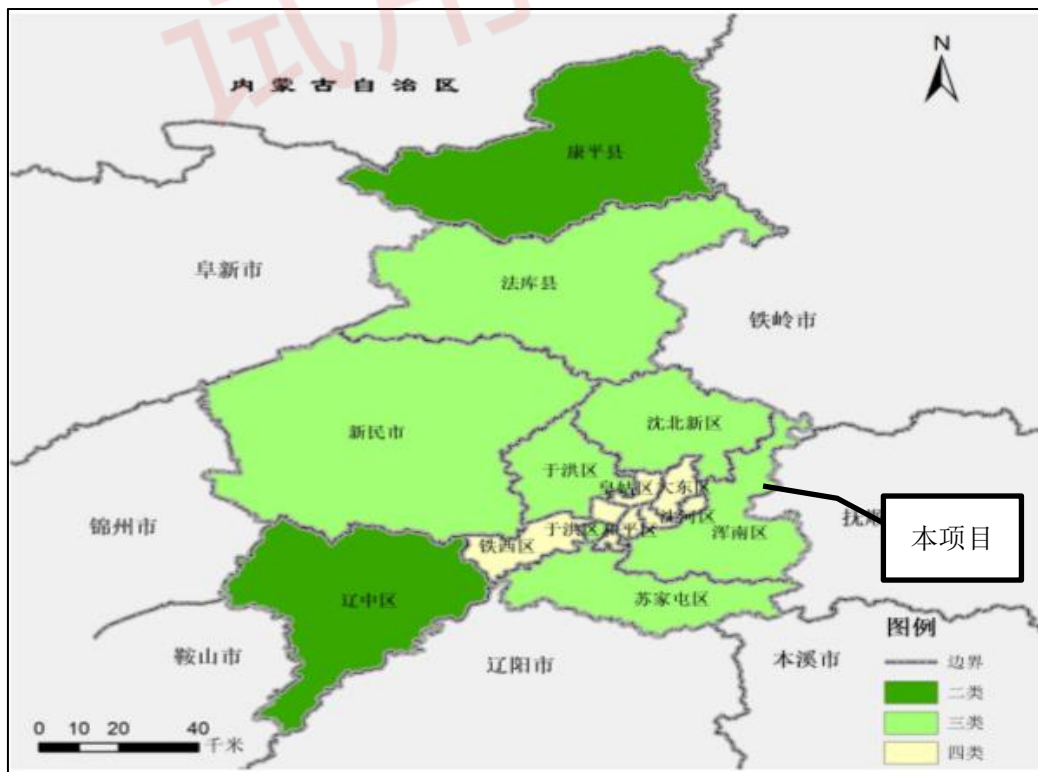 试用
N
内蒙古自治区
康平县
阜新市
法库县
铁岭市
沈北新区
新民市
于洪区
皇姑区
大东区
锦州市
沈河区
抚顺
于洪区
和平区
浑南区
本项目
铁西区
辽中区
苏家屯区
图例
鞍山市
辽阳市
本溪市
边界
二类
三类
四类
0 10 20 40
千米